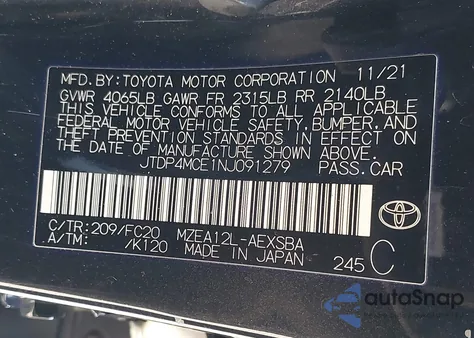 MFD.BY:TOYOTA MOTOR CORPORATION 11/21
GVWR 4065LB GAWR FR 2315LB RR 2140LB
THIS VEHICLE CONFORMS TO ALL APPLICABLE
FEDERAL MOTOR VEHICLE SAFETY,BUMPER,AND
THEFT PREVENTION STANDARDS IN EFFECT ON
THE DATE OF MANUFACTURE SHOWN ABOVE.
JTDP4MCE1NJ091279 PASS.CAR
C/TR:209/FC20 MZEA12L-AEXSBA
A/TM: /K120 MADE IN JAPAN 245 C
autoSnap